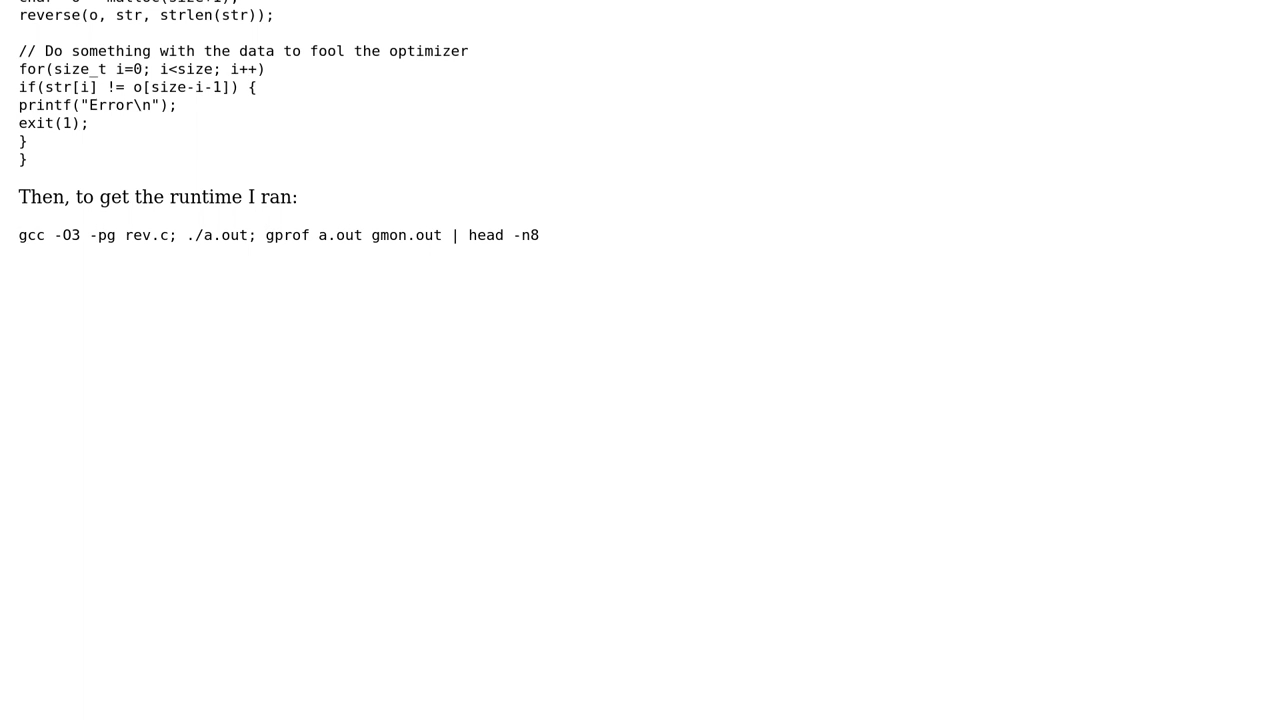 reverse(o, str, strlen(str));
// Do something with the data to fool the optimizer
for(size_t i=0; i<size; i++)
if(str[i] != o[size-i-1]) {
printf("Error\n");
exit(1);
}
}
Then, to get the runtime I ran:
gcc -O3 -pg rev.c; ./a.out; gprof a.out gmon.out | head -n8